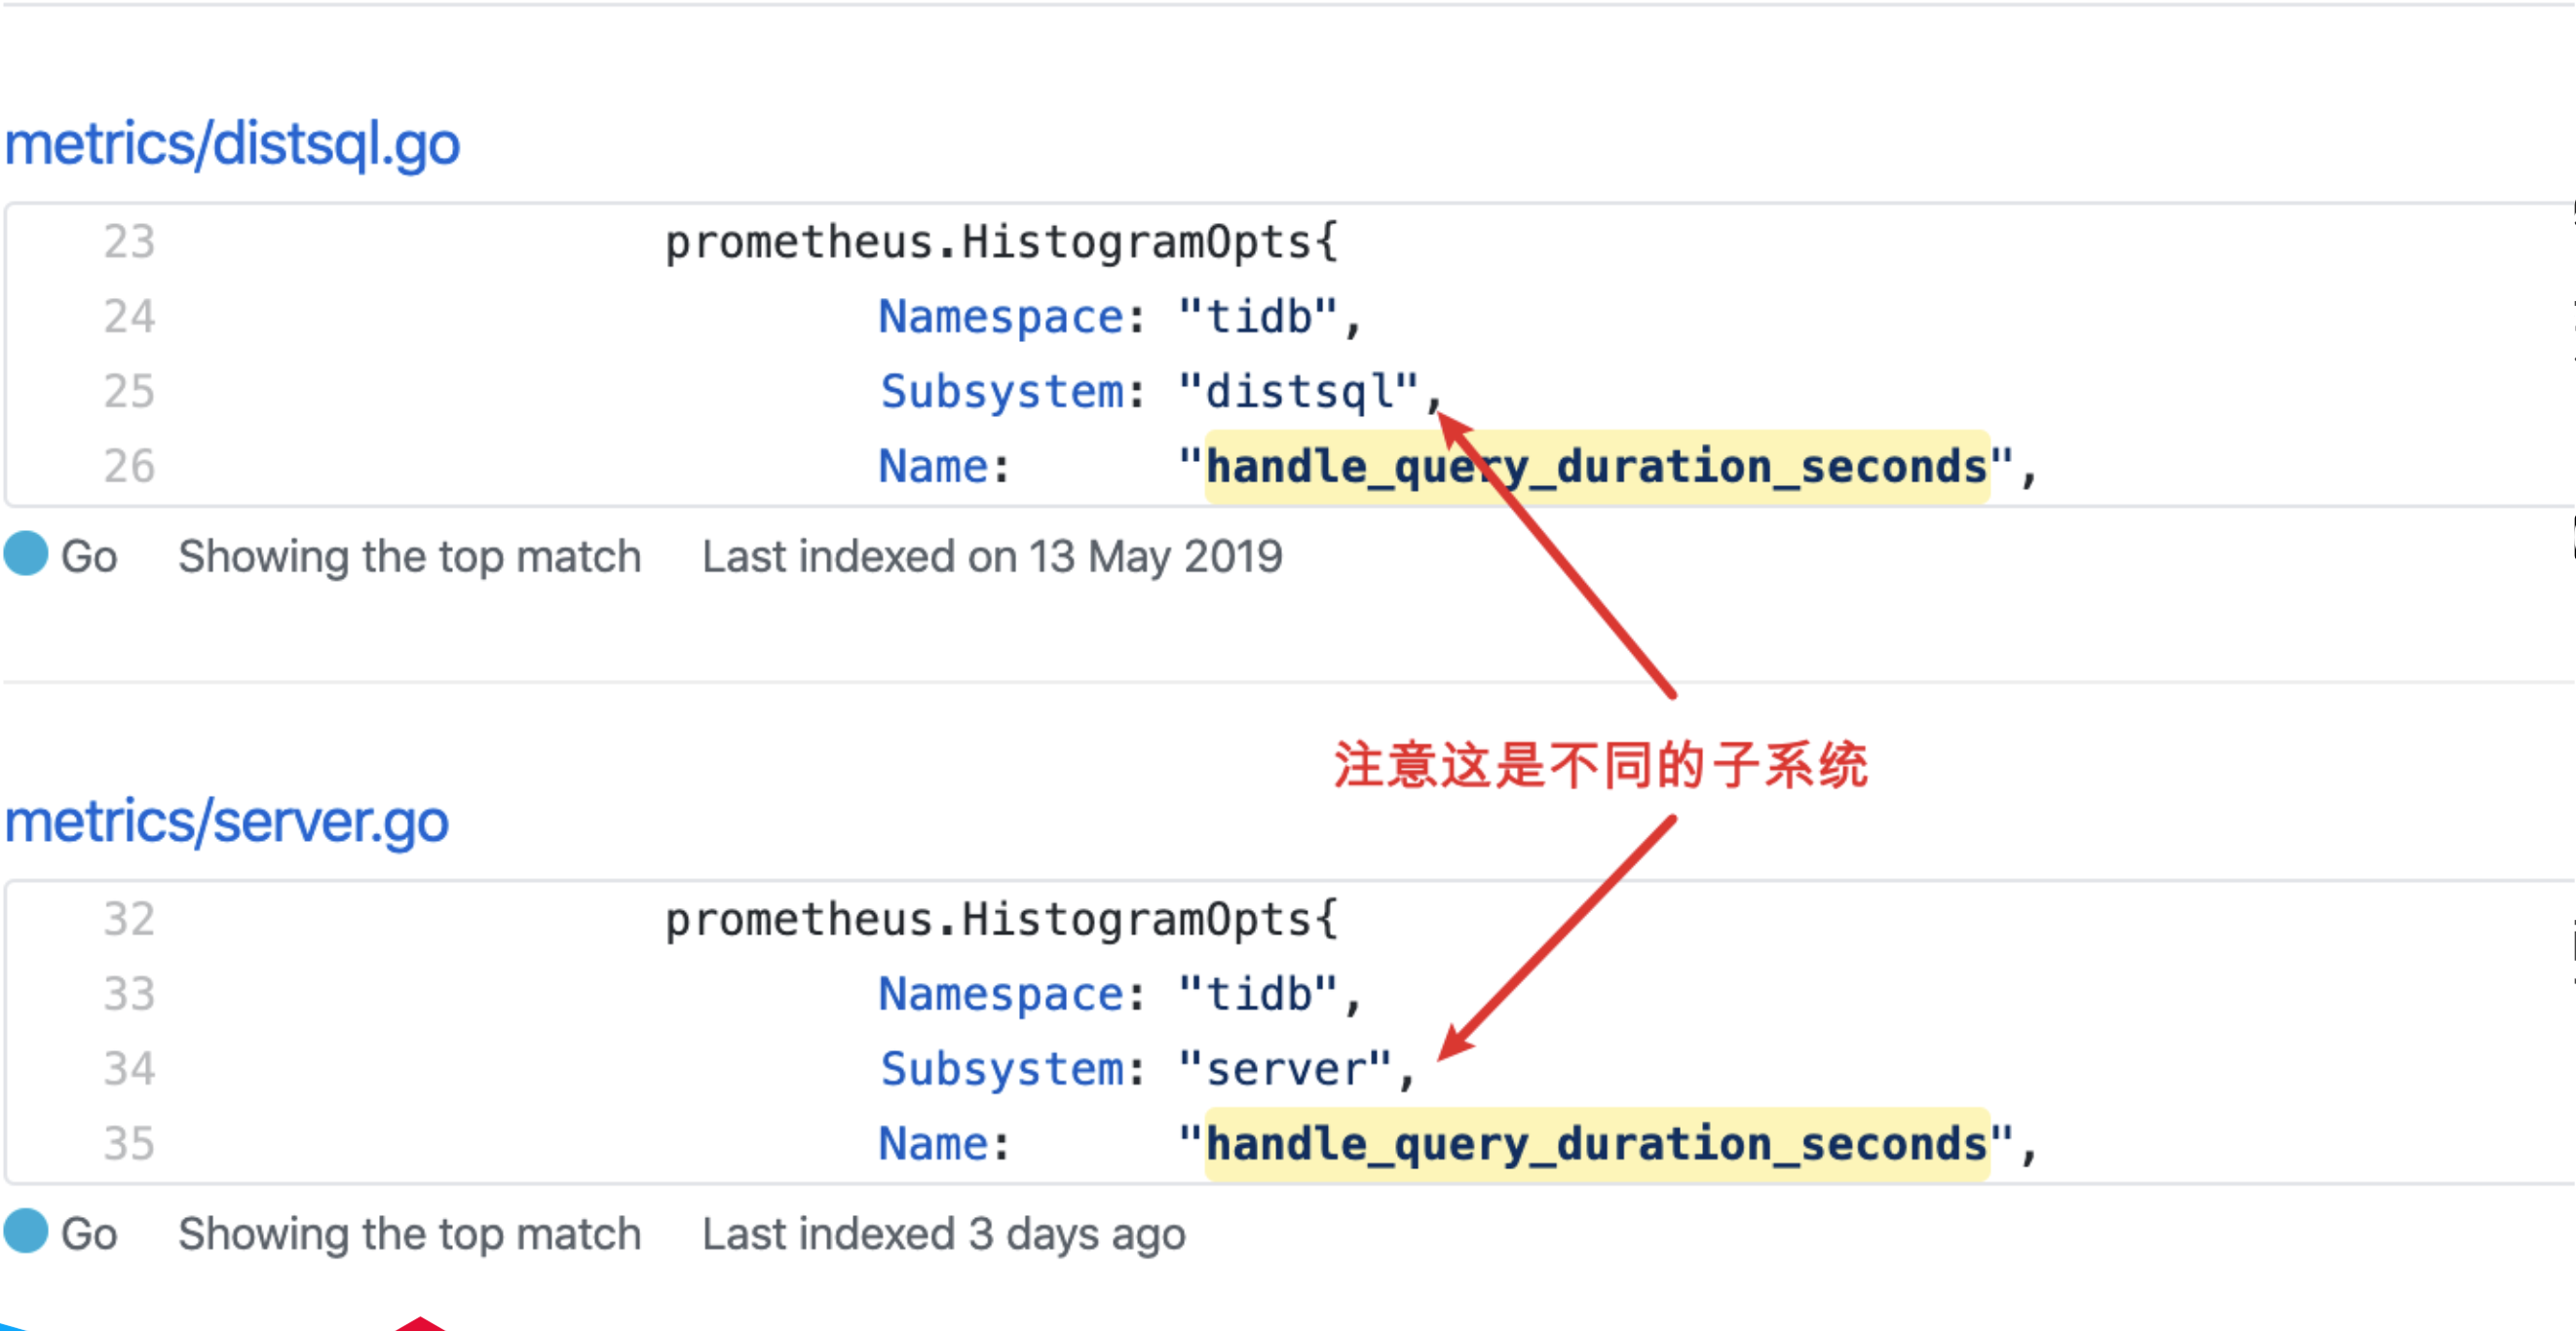 metrics/distsql.go
23 prometheus.HistogramOpts{
24 Namespace: "tidb",
25 Subsystem: "distsql",
26 Name: "handle_query_duration_seconds",
Go Showing the top match Last indexed on 13 May 2019
注意这是不同的子系统
metrics/server.go
32 prometheus.HistogramOpts{
33 Namespace: "tidb",
34 Subsystem: "server",
35 Name: "handle_query_duration_seconds",
Go Showing the top match Last indexed 3 days ago